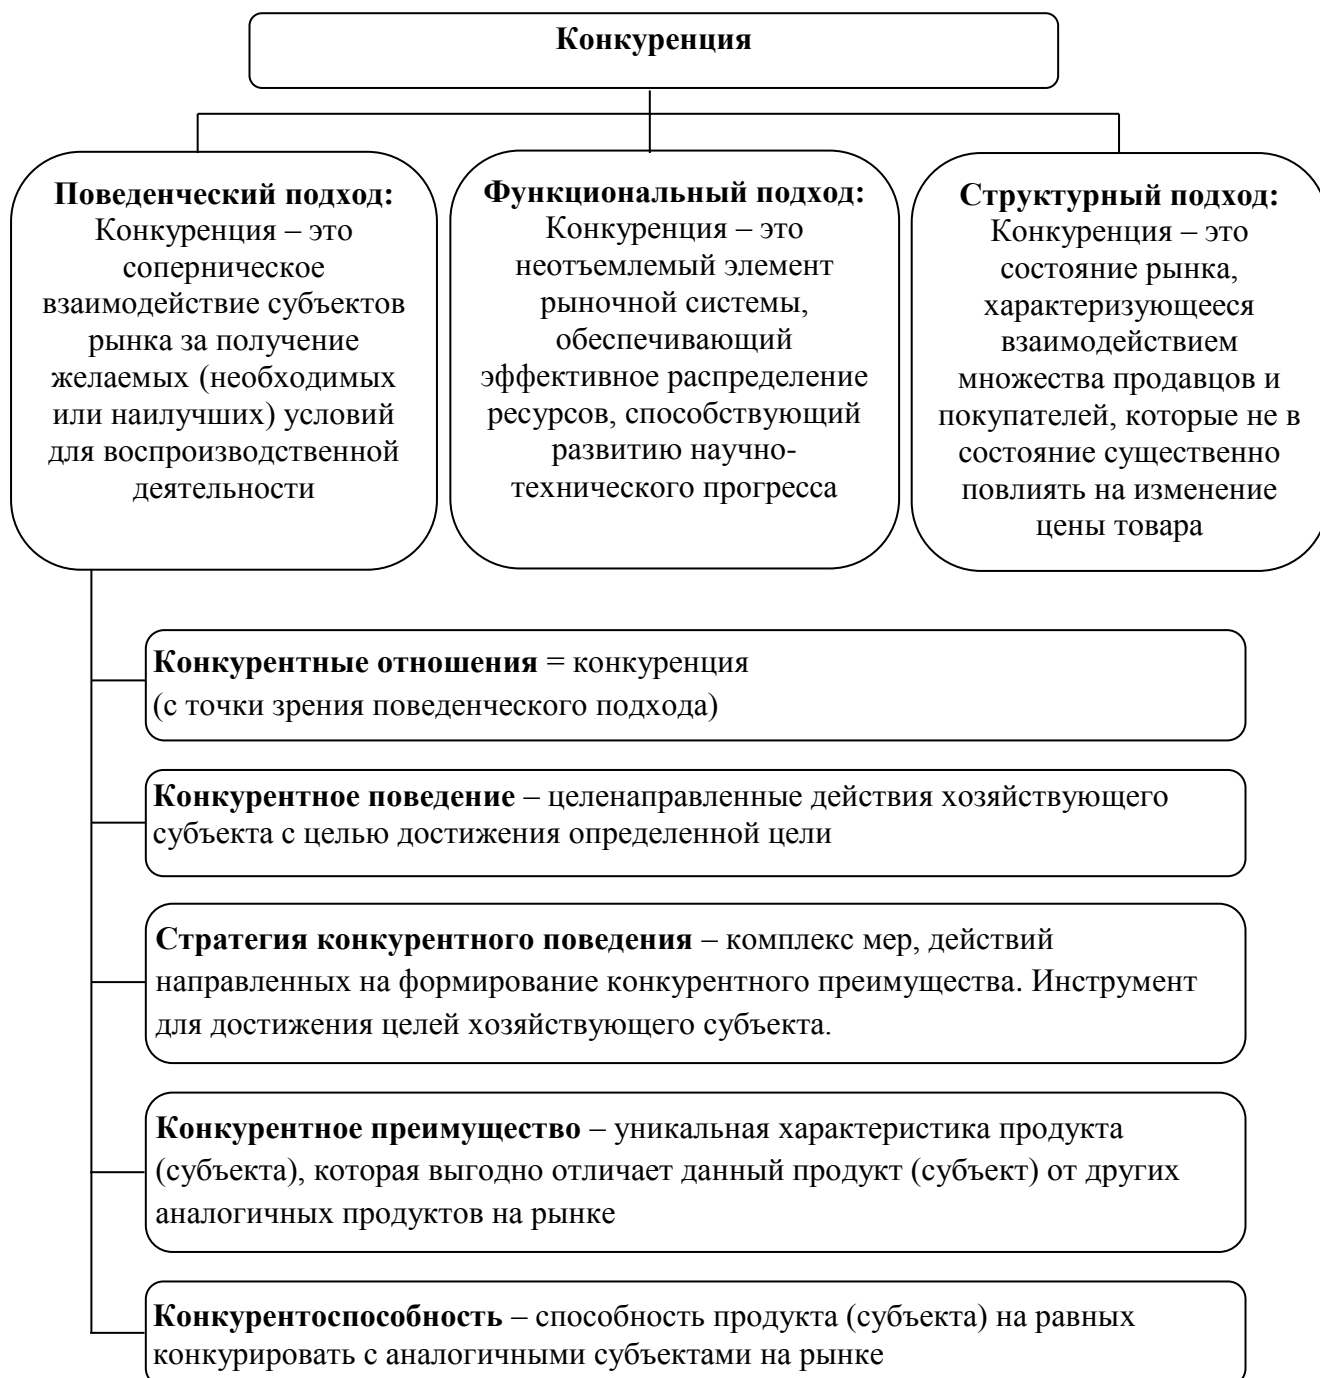 Конкуренция
Поведенческий подход:
Конкуренция – это
соперническое
взаимодействие субъектов
рынка за получение
желаемых (необходимых
или наилучших) условий
для воспроизводственной
деятельности
Функциональный подход:
Конкуренция – это
неотъемлемый элемент
рыночной системы,
обеспечивающий
эффективное распределение
ресурсов, способствующий
развитию научно-
технического прогресса
Структурный подход:
Конкуренция – это
состояние рынка,
характеризующееся
взаимодействием
множества продавцов и
покупателей, которые не в
состояние существенно
повлиять на изменение
цены товара
Конкурентные отношения = конкуренция
(с точки зрения поведенческого подхода)
Конкурентное поведение – целенаправленные действия хозяйствующего
субъекта с целью достижения определенной цели
Стратегия конкурентного поведения – комплекс мер, действий
направленных на формирование конкурентного преимущества. Инструмент
для достижения целей хозяйствующего субъекта.
Конкурентное преимущество – уникальная характеристика продукта
(субъекта), которая выгодно отличает данный продукт (субъект) от других
аналогичных продуктов на рынке
Конкурентоспособность – способность продукта (субъекта) на равных
конкурировать с аналогичными субъектами на рынке